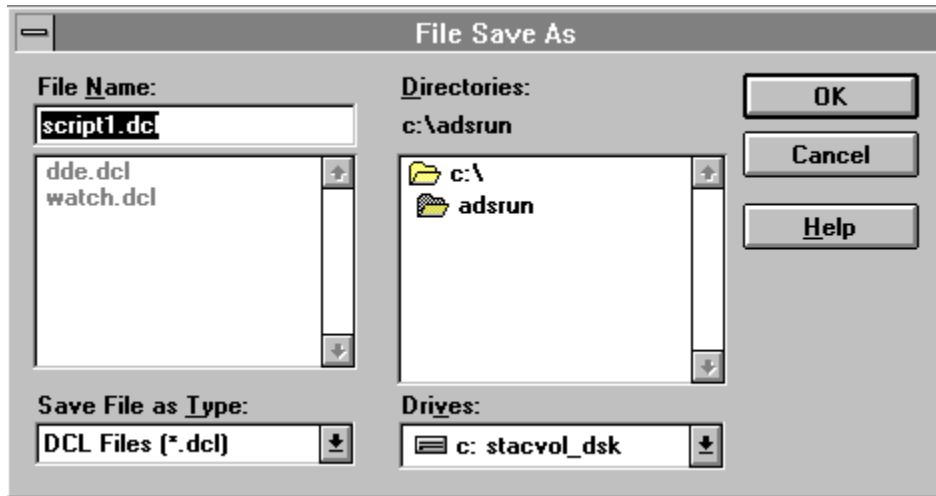 File Save As
File Name:
script1.dcl
dde.dcl
watch.dcl
Save File as Type:
DCL Files (*.dcl)
Directories:
c:\adsrun
c:\
adsrun
Drives:
c: stacvol_dsk
OK
Cancel
Help